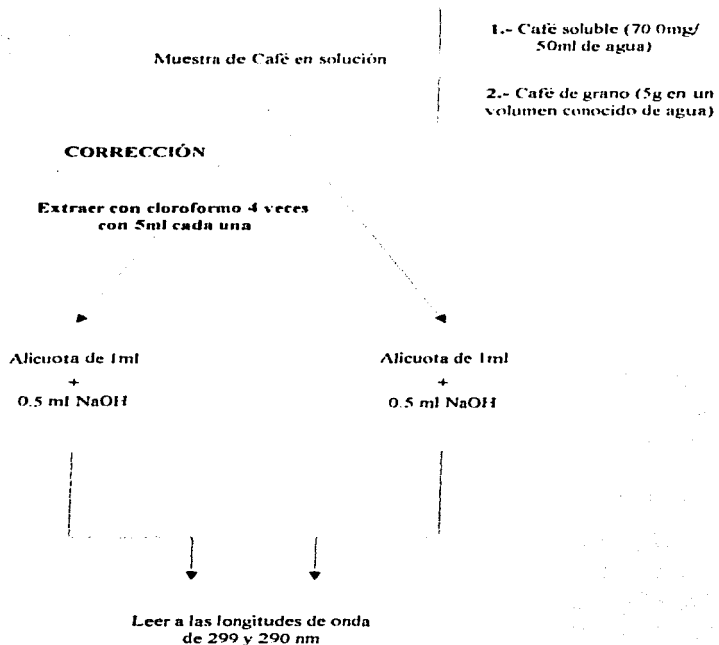 Muestra de Café en solución
1.- Café soluble (70 0mg/
50ml de agua)
2.- Café de grano (5g en un
volumen conocido de agua)
CORRECCIÓN
Extraer con cloroformo 4 veces
con 5ml cada una
Alicuota de 1ml
+
0.5 ml NaOH
Alicuota de 1ml
+
0.5 ml NaOH
Leer a las longitudes de onda
de 299 y 290 nm